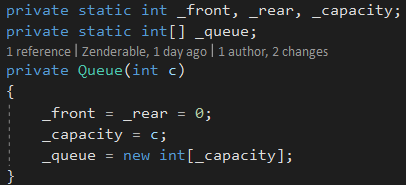 private static int _front, _rear, _capacity;
private static int[] _queue;
1 reference | Zenderable, 1 day ago | 1 author, 2 changes
private Queue(int c)
{
    _front = _rear = 0;
    _capacity = c;
    _queue = new int[_capacity];
}